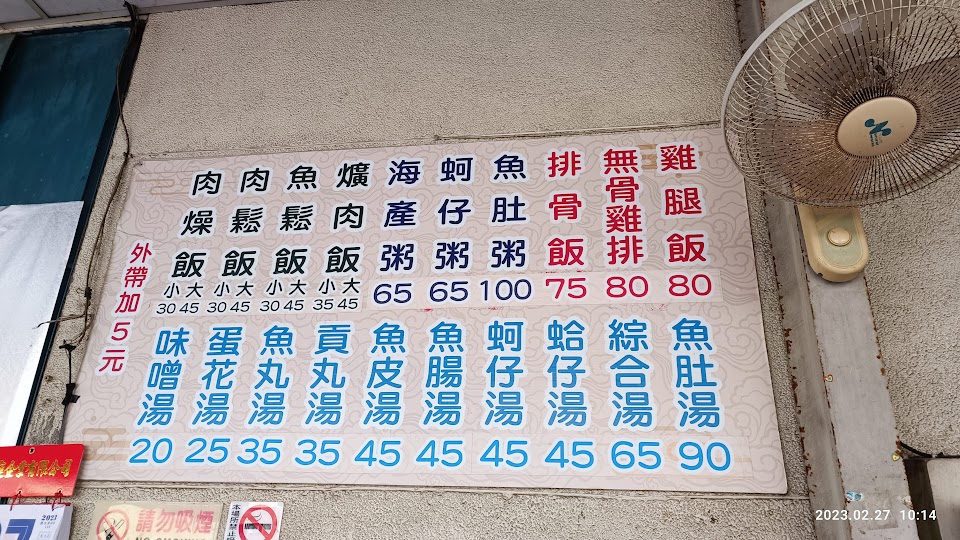 雞腿飯 80
無骨雞排 80
排骨飯 75
魚肚粥 100
蚵仔粥 65
海產粥 65
爌肉飯 小35 大45
魚鬆飯 小30 大45
肉鬆飯 小30 大45
肉燥飯 小30 大45
外帶加5元
魚肚湯 90
綜合湯 65
蛤仔湯 45
蚵仔湯 45
魚腸湯 45
魚皮湯 45
貢丸湯 35
魚丸湯 35
蛋花湯 25
味噌湯 20
請勿吸煙
2021
2023.02.27 10:14